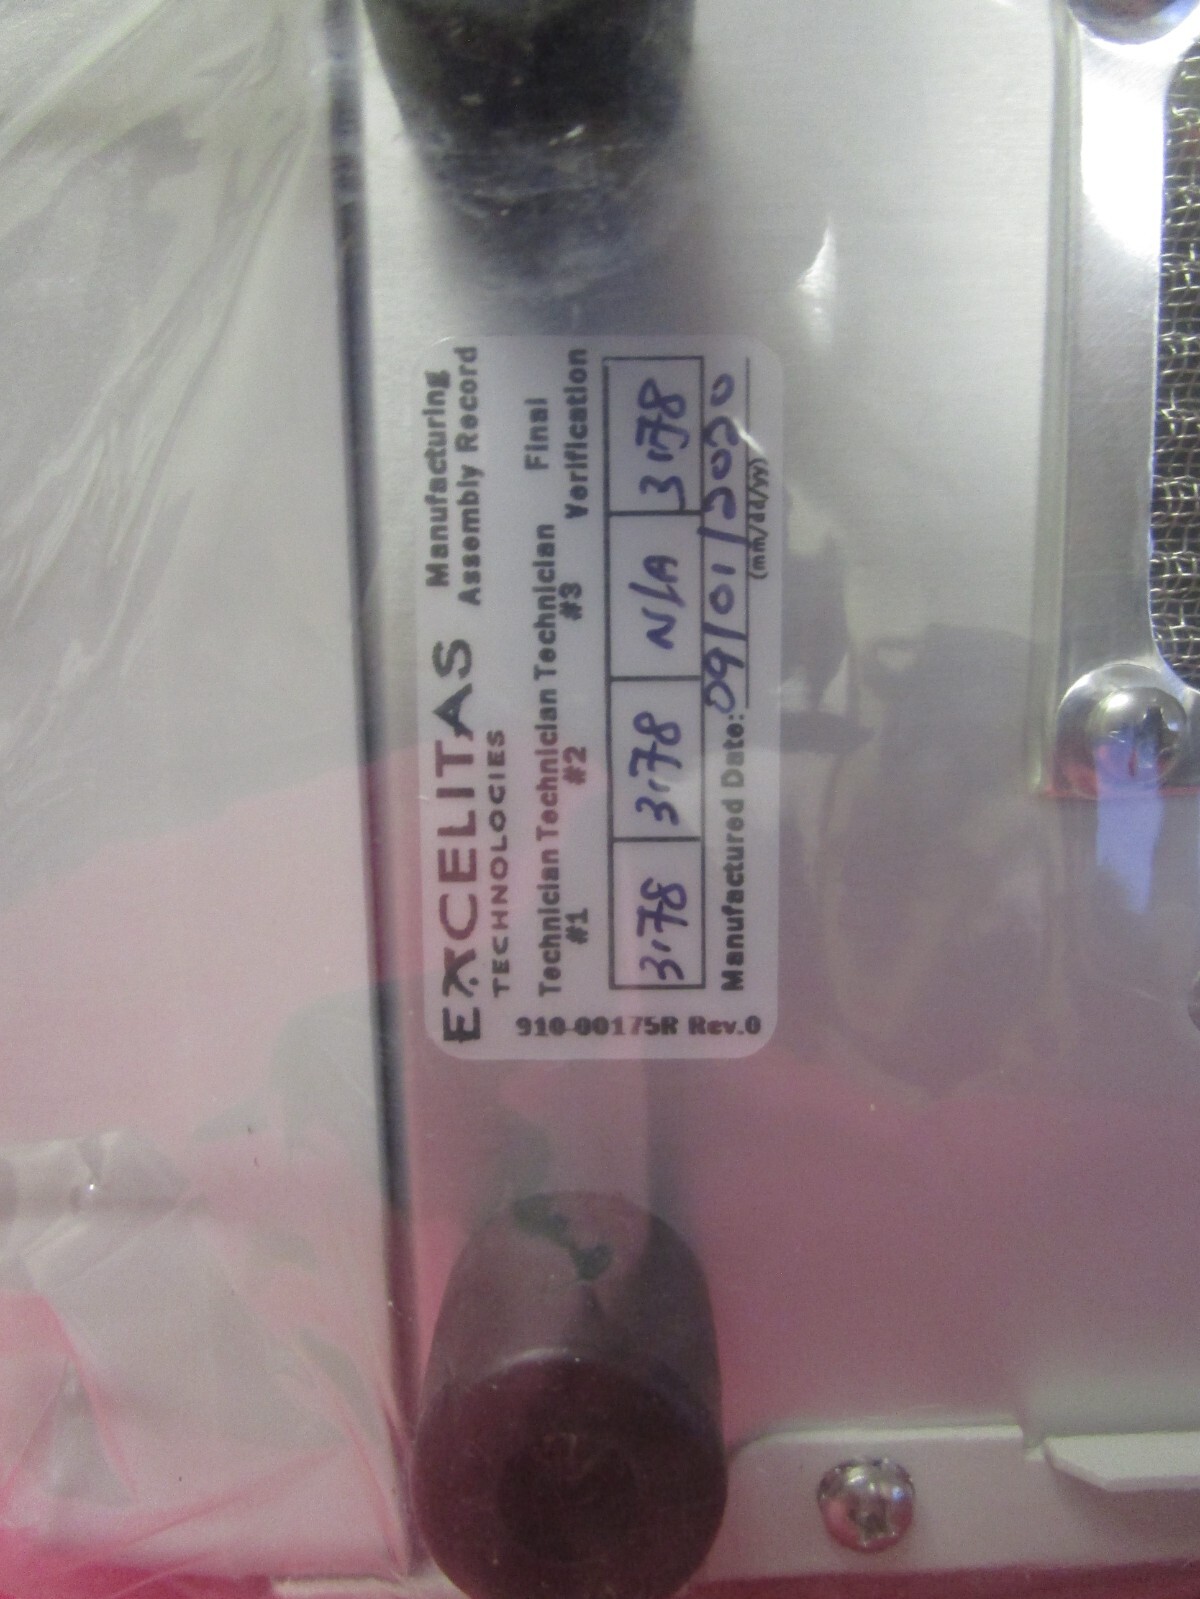 EXCELITAS
TECHNOLOGIES
Manufacturing
Assembly Record
Technician #1
Technician #2
Technician #3
Final Verification
3178
3178
N/A
3178
Manufactured Date: 09/01/2020
(mm/dd/yy)
910-00175R Rev.0